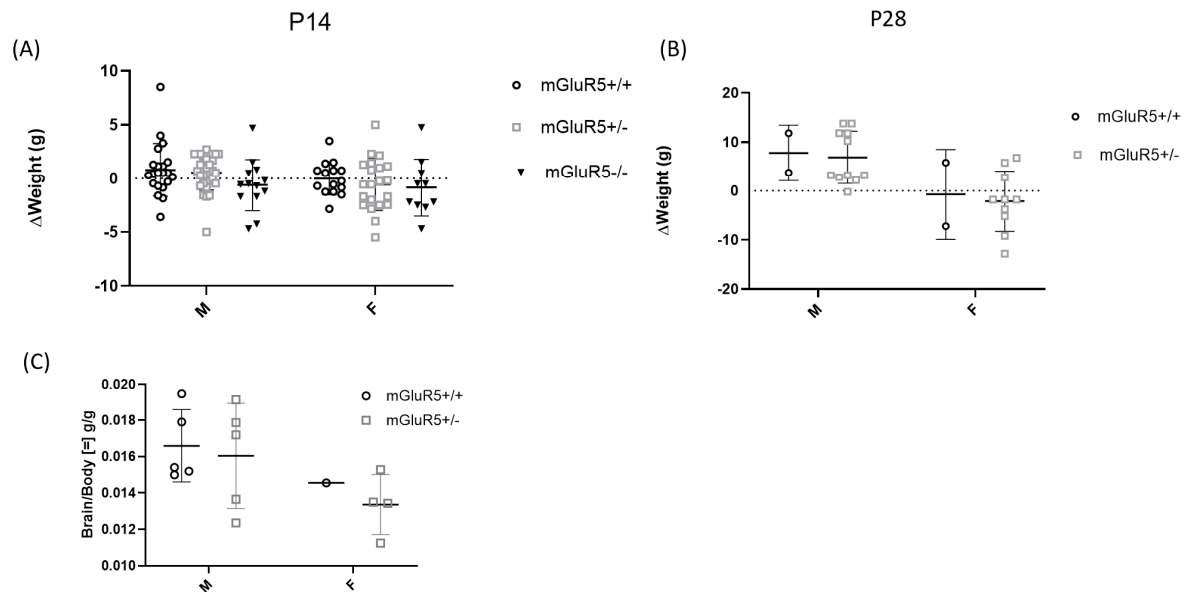 P14
P28
(A)
(B)
ΔWeight (g)
10
5
0
-5
-10
M
F
mGluR5+/+
mGluR5+/-
mGluR5-/-
ΔWeight (g)
20
10
0
-10
-20
M
F
mGluR5+/+
mGluR5+/-
(C)
Brain/Body [=] g/g
0.020
0.018
0.016
0.014
0.012
0.010
M
F
mGluR5+/+
mGluR5+/-